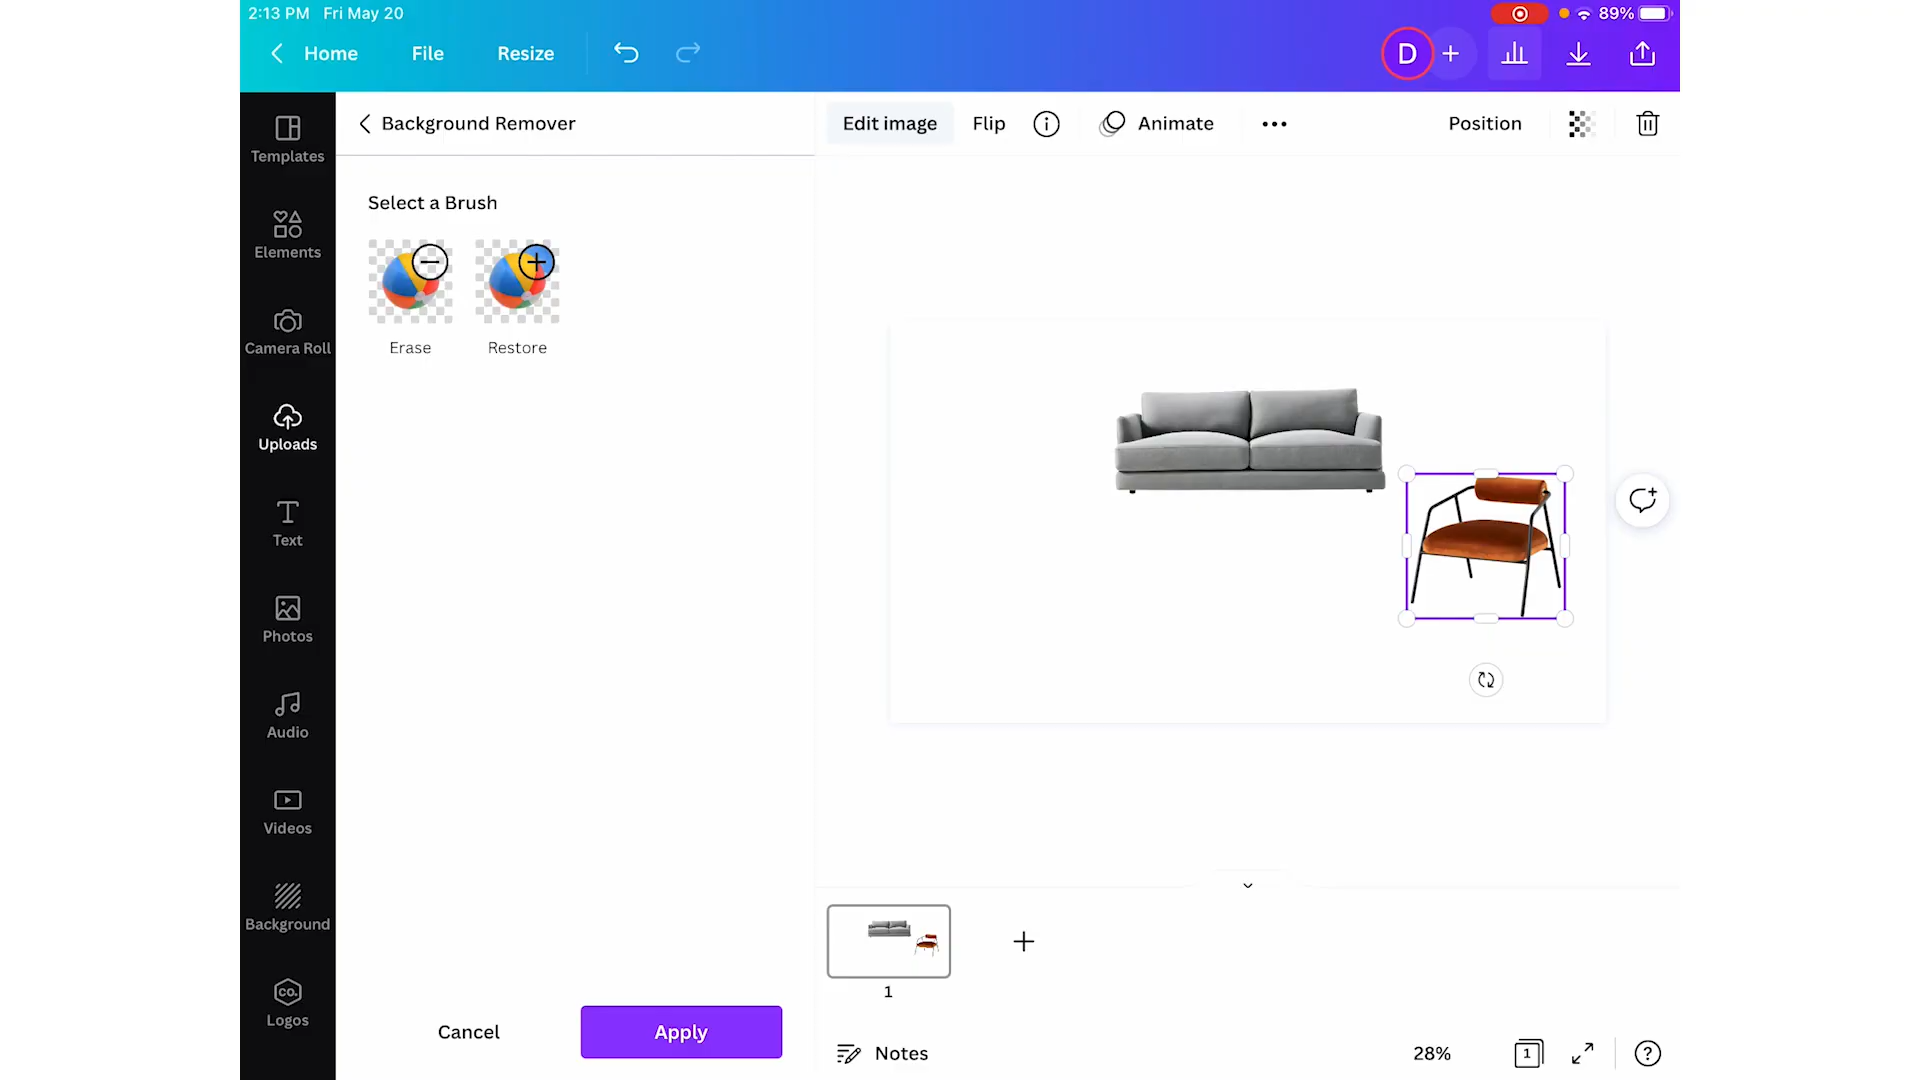 2:13 PM Fri May 20
89%
Home
File
Resize
D
Templates
Elements
Camera Roll
Uploads
Text
Photos
Audio
Videos
Background
CO.
Logos
Background Remover
Select a Brush
Erase
Restore
Cancel
Apply
Edit image
Flip
Animate
Position
1
Notes
28%
1